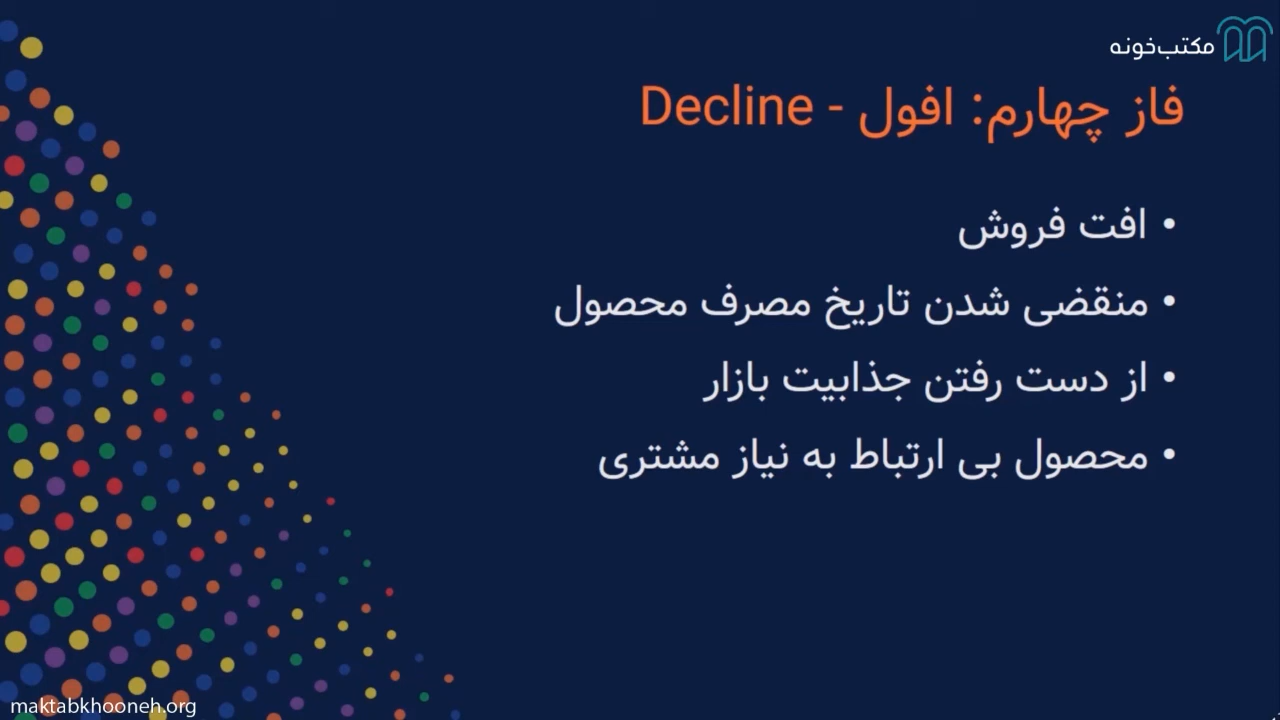 مکتب‌خونه
فاز چهارم: افول - Decline
• افت فروش
• منقضی شدن تاریخ مصرف محصول
• از دست رفتن جذابیت بازار
• محصول بی ارتباط به نیاز مشتری
maktabkhooneh.org